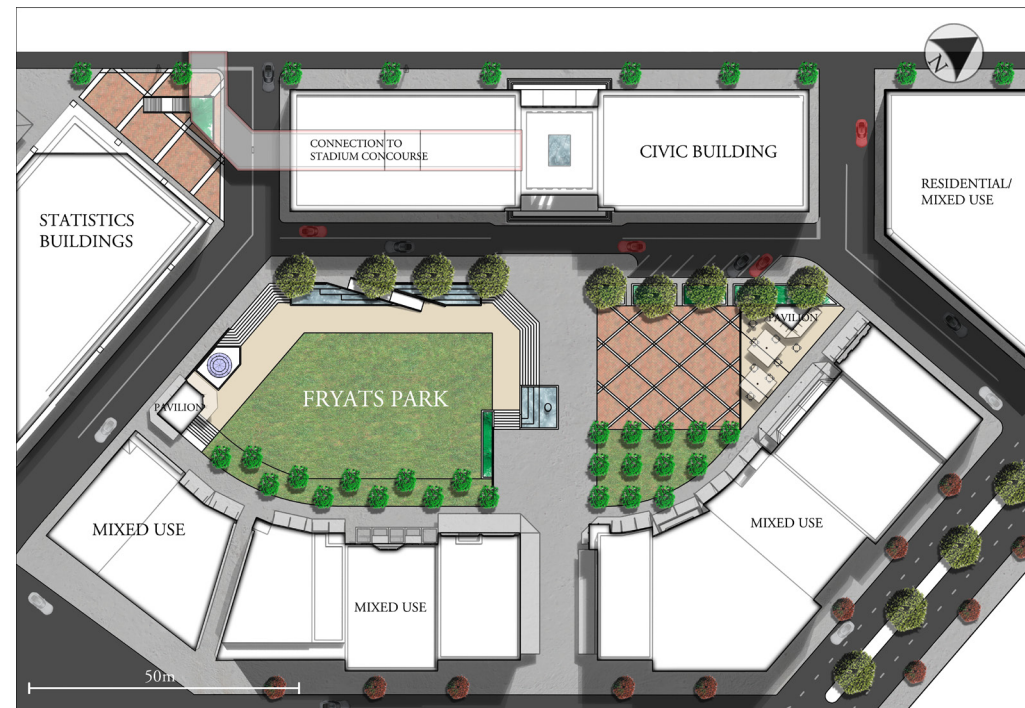 N
CONNECTION TO
STADIUM CONCOURSE
CIVIC BUILDING
RESIDENTIAL/
MIXED USE
STATISTICS
BUILDINGS
PAVILION
FRYATS PARK
PAVILION
MIXED USE
MIXED USE
MIXED USE
50m